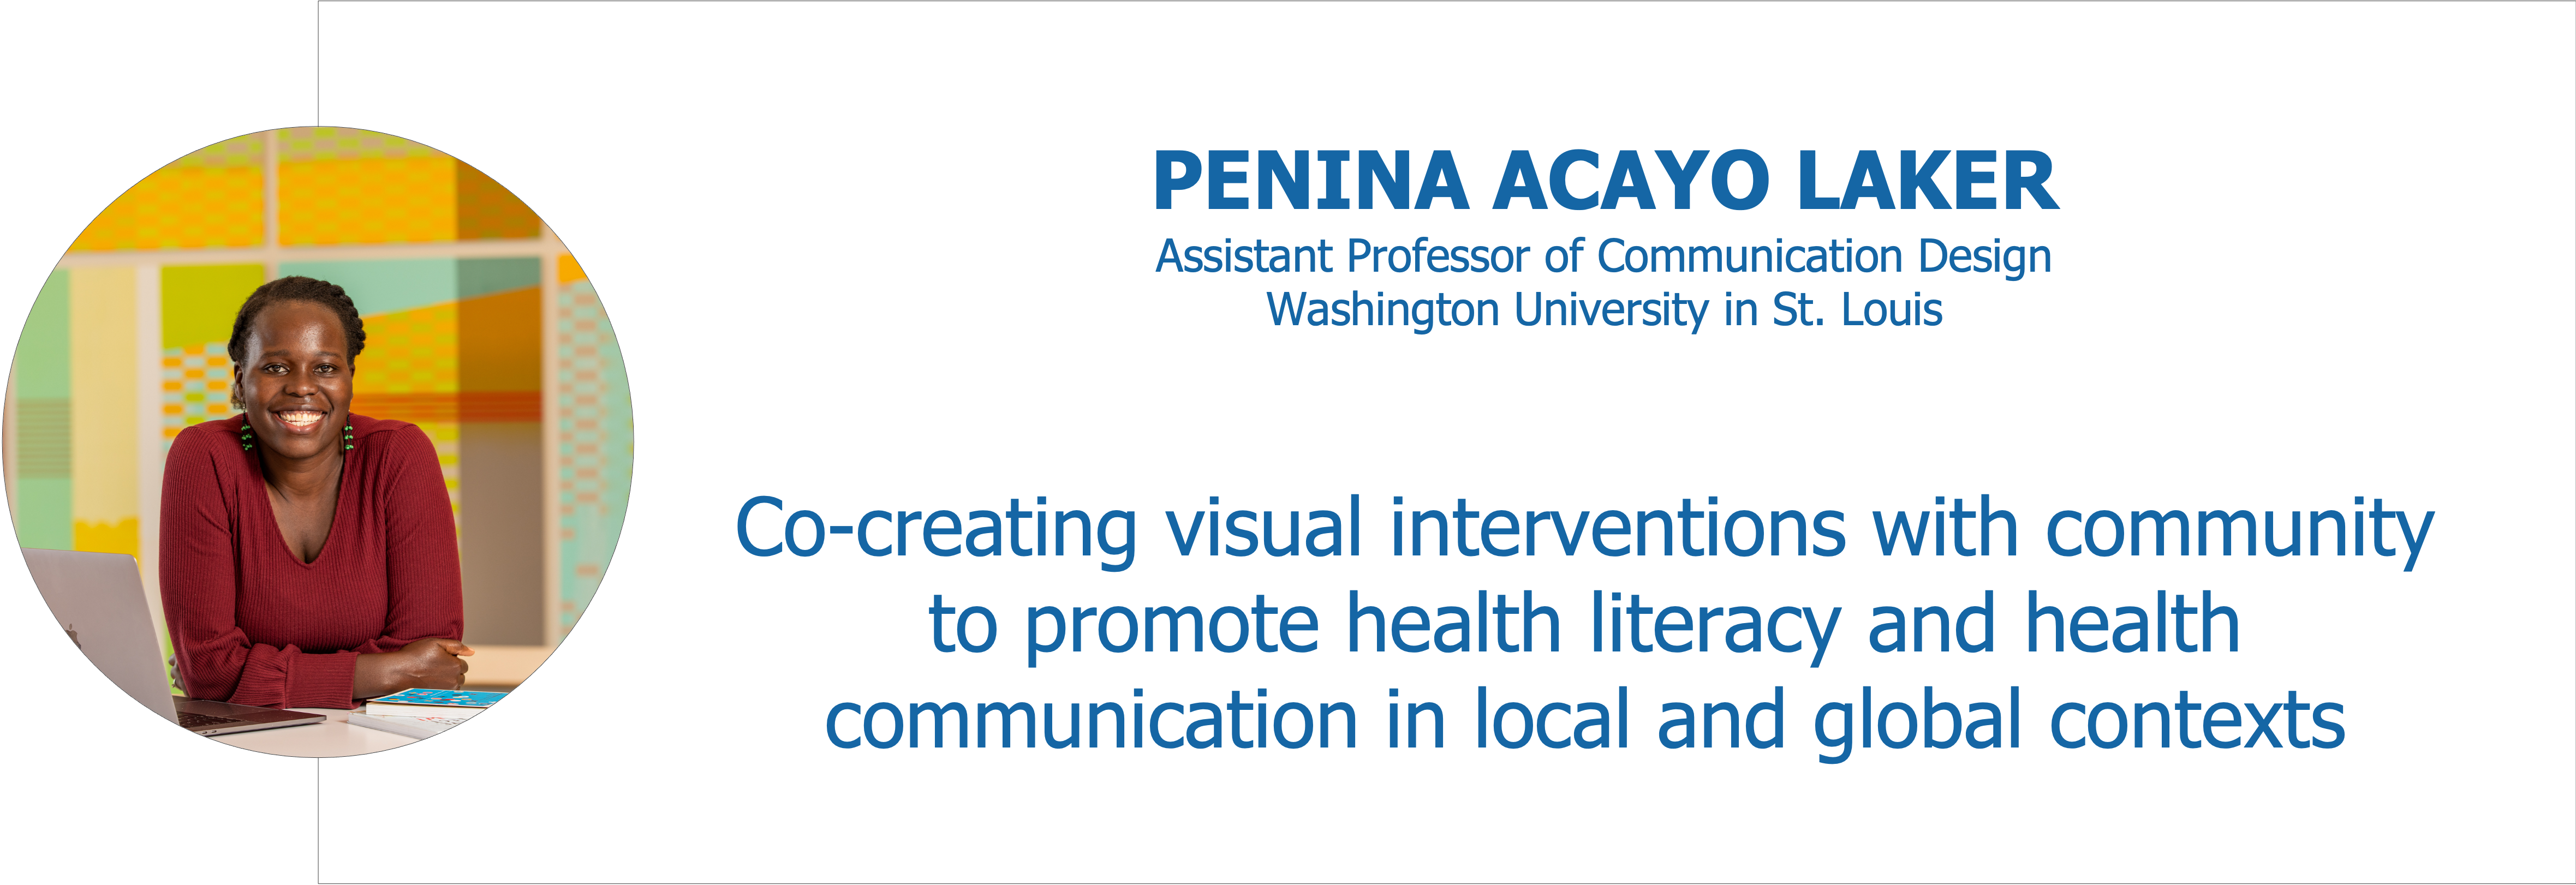 PENINA ACAYO LAKER
Assistant Professor of Communication Design
Washington University in St. Louis
Co-creating visual interventions with community
to promote health literacy and health
communication in local and global contexts